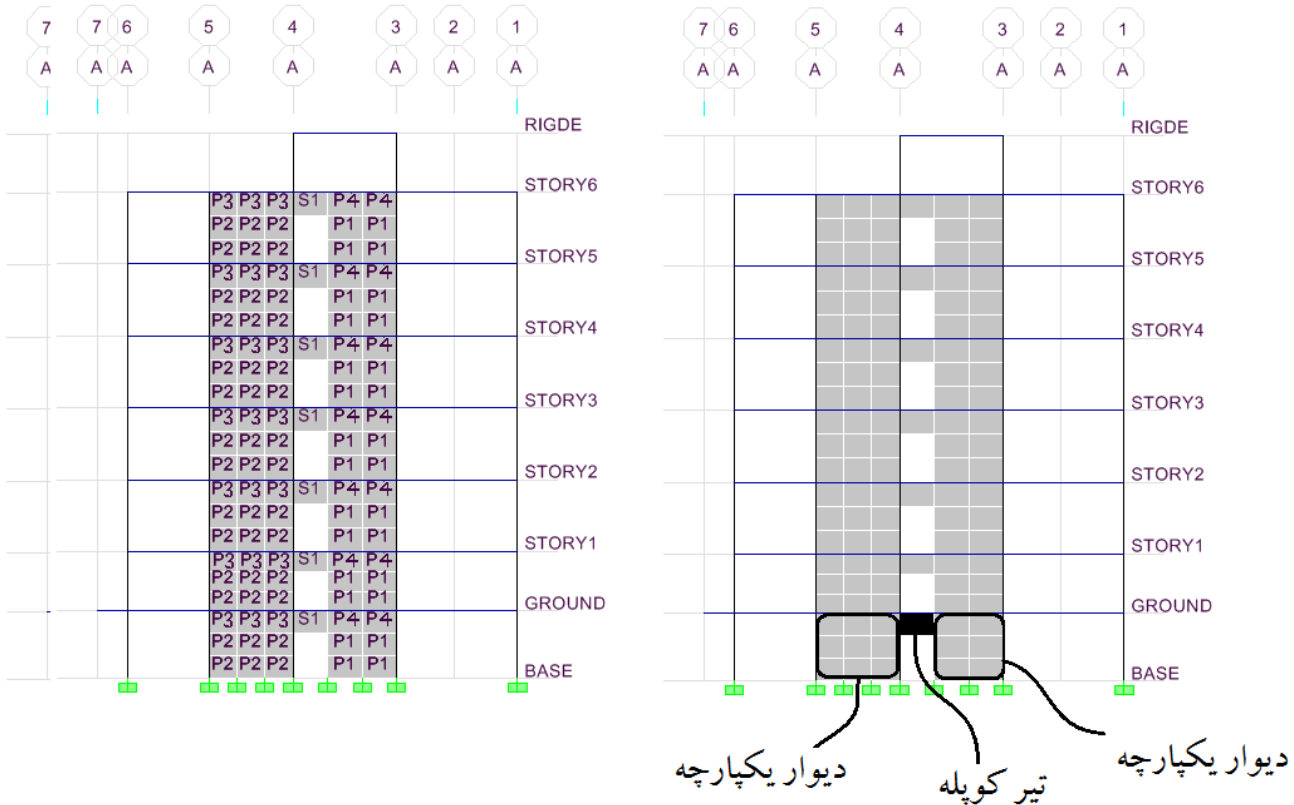 7 7 6 5 4 3 2 1
A A A A A A A A
RIGDE
STORY6
P3 P3 P3 S1 P4 P4
P2 P2 P2 P1 P1
P2 P2 P2 P1 P1
STORY5
P3 P3 P3 S1 P4 P4
P2 P2 P2 P1 P1
P2 P2 P2 P1 P1
STORY4
P3 P3 P3 S1 P4 P4
P2 P2 P2 P1 P1
P2 P2 P2 P1 P1
STORY3
P3 P3 P3 S1 P4 P4
P2 P2 P2 P1 P1
P2 P2 P2 P1 P1
STORY2
P3 P3 P3 S1 P4 P4
P2 P2 P2 P1 P1
P2 P2 P2 P1 P1
STORY1
P3 P3 P3 S1 P4 P4
P2 P2 P2 P1 P1
P2 P2 P2 P1 P1
GROUND
P3 P3 P3 S1 P4 P4
P2 P2 P2 P1 P1
P2 P2 P2 P1 P1
BASE
7 6 5 4 3 2 1
A A A A A A A
RIGDE
STORY6
STORY5
STORY4
STORY3
STORY2
STORY1
GROUND
BASE
دیوار یکپارچه
تیر کوپله
دیوار یکپارچه